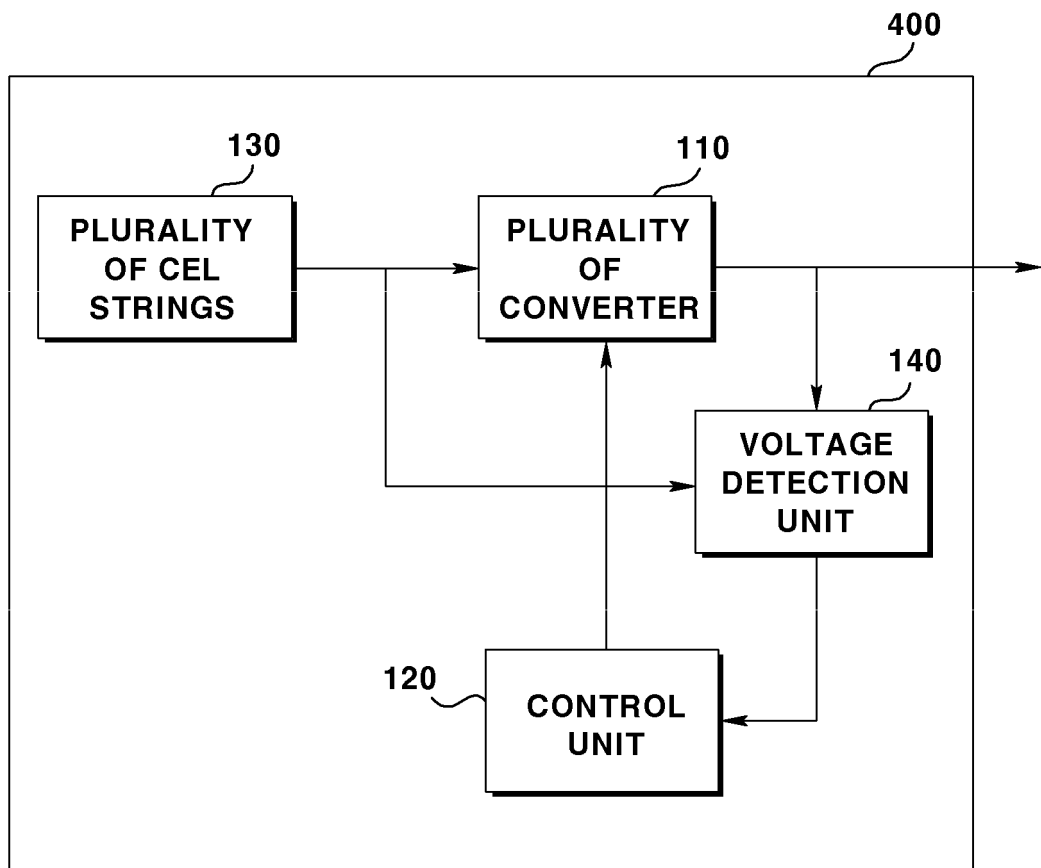 400
130
PLURALITY
OF CEL
STRINGS
110
PLURALITY
OF
CONVERTER
140
VOLTAGE
DETECTION
UNIT
120
CONTROL
UNIT